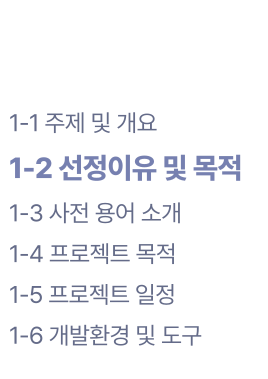 1-1 주제 및 개요
1-2 선정이유 및 목적
1-3 사전 용어 소개
1-4 프로젝트 목적
1-5 프로젝트 일정
1-6 개발환경 및 도구